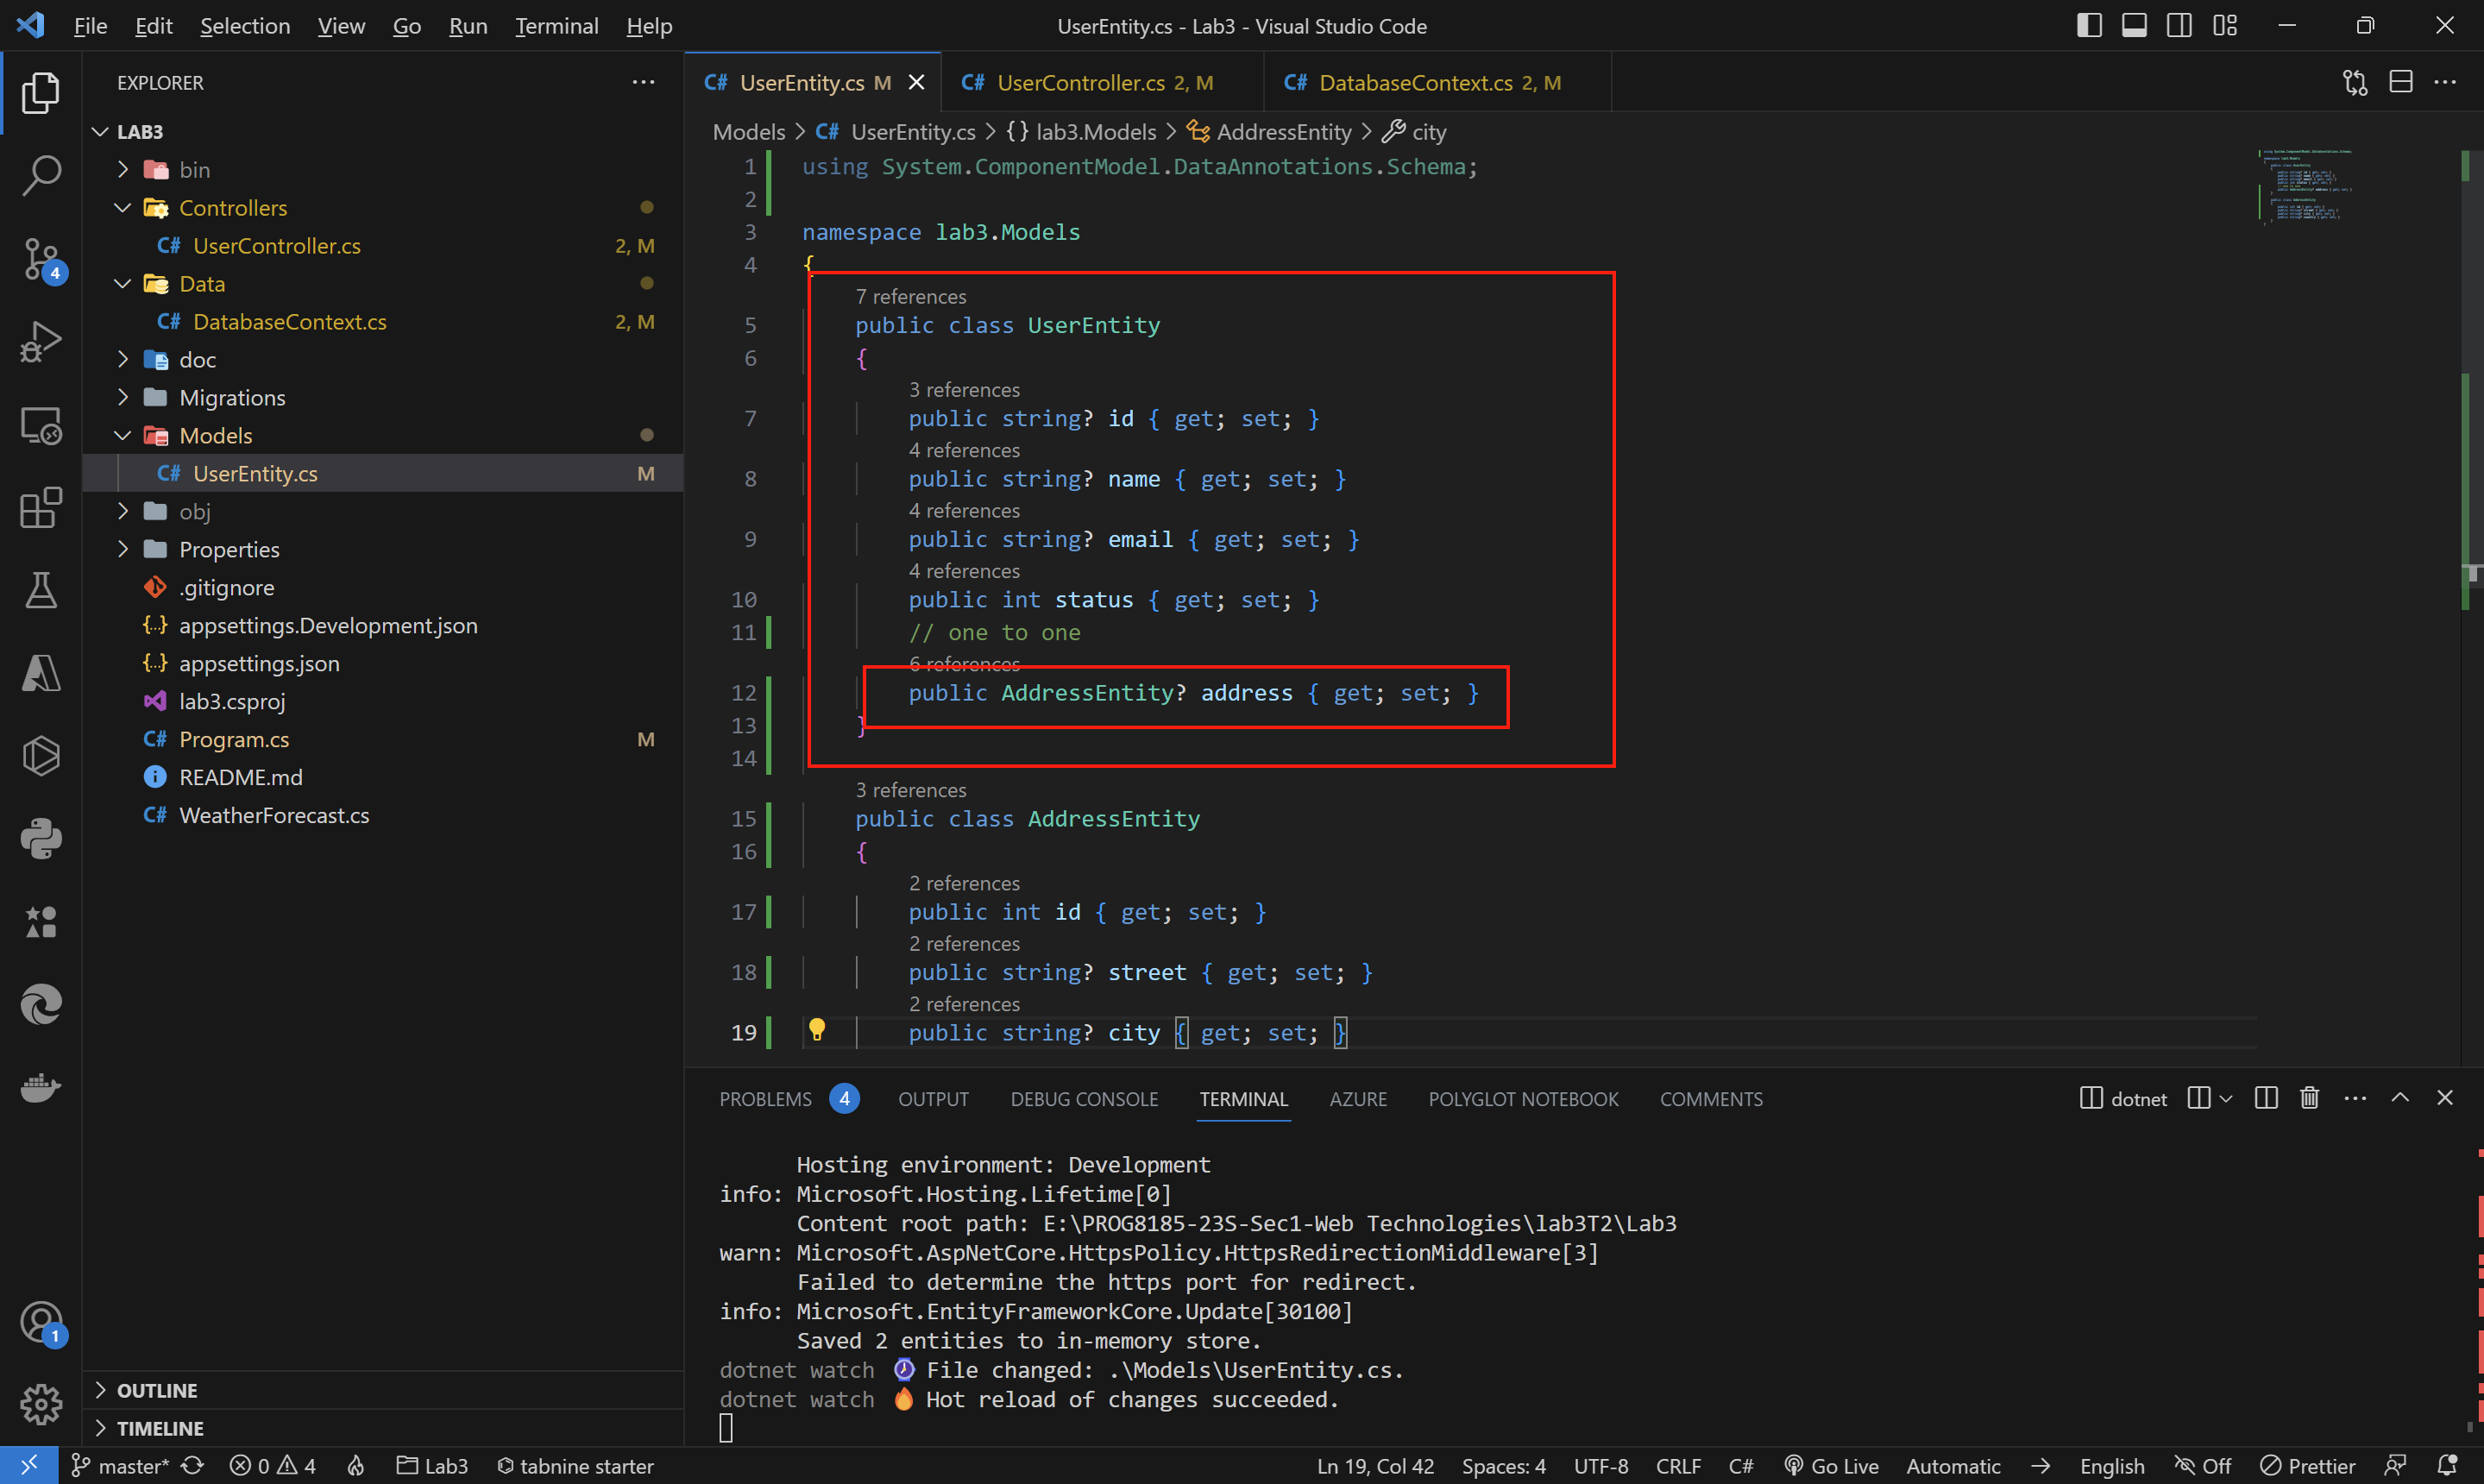 File Edit Selection View Go Run Terminal Help UserEntity.cs - Lab3 - Visual Studio Code
EXPLORER
LAB3
bin
Controllers
UserController.cs 2, M
Data
DatabaseContext.cs 2, M
doc
Migrations
Models
UserEntity.cs M
obj
Properties
.gitignore
appsettings.Development.json
appsettings.json
lab3.csproj
Program.cs M
README.md
WeatherForecast.cs
OUTLINE
TIMELINE
4
1
UserEntity.cs M UserController.cs 2, M DatabaseContext.cs 2, M
Models > UserEntity.cs > {} lab3.Models > AddressEntity > city
1 using System.ComponentModel.DataAnnotations.Schema;
2
3 namespace lab3.Models
4 {
7 references
5 public class UserEntity
6 {
3 references
7 public string? id { get; set; }
4 references
8 public string? name { get; set; }
4 references
9 public string? email { get; set; }
4 references
10 public int status { get; set; }
11 // one to one
6 references
12 public AddressEntity? address { get; set; }
13 }
14
3 references
15 public class AddressEntity
16 {
2 references
17 public int id { get; set; }
2 references
18 public string? street { get; set; }
2 references
19 public string? city { get; set; }
PROBLEMS 4 OUTPUT DEBUG CONSOLE TERMINAL AZURE POLYGLOT NOTEBOOK COMMENTS dotnet
Hosting environment: Development
info: Microsoft.Hosting.Lifetime[0]
Content root path: E:\PROG8185-23S-Sec1-Web Technologies\lab3T2\Lab3
warn: Microsoft.AspNetCore.HttpsPolicy.HttpsRedirectionMiddleware[3]
Failed to determine the https port for redirect.
info: Microsoft.EntityFrameworkCore.Update[30100]
Saved 2 entities to in-memory store.
dotnet watch File changed: .\Models\UserEntity.cs.
dotnet watch Hot reload of changes succeeded.
master* 0 4 Lab3 tabnine starter Ln 19, Col 42 Spaces: 4 UTF-8 CRLF C# Go Live Automatic English Off Prettier